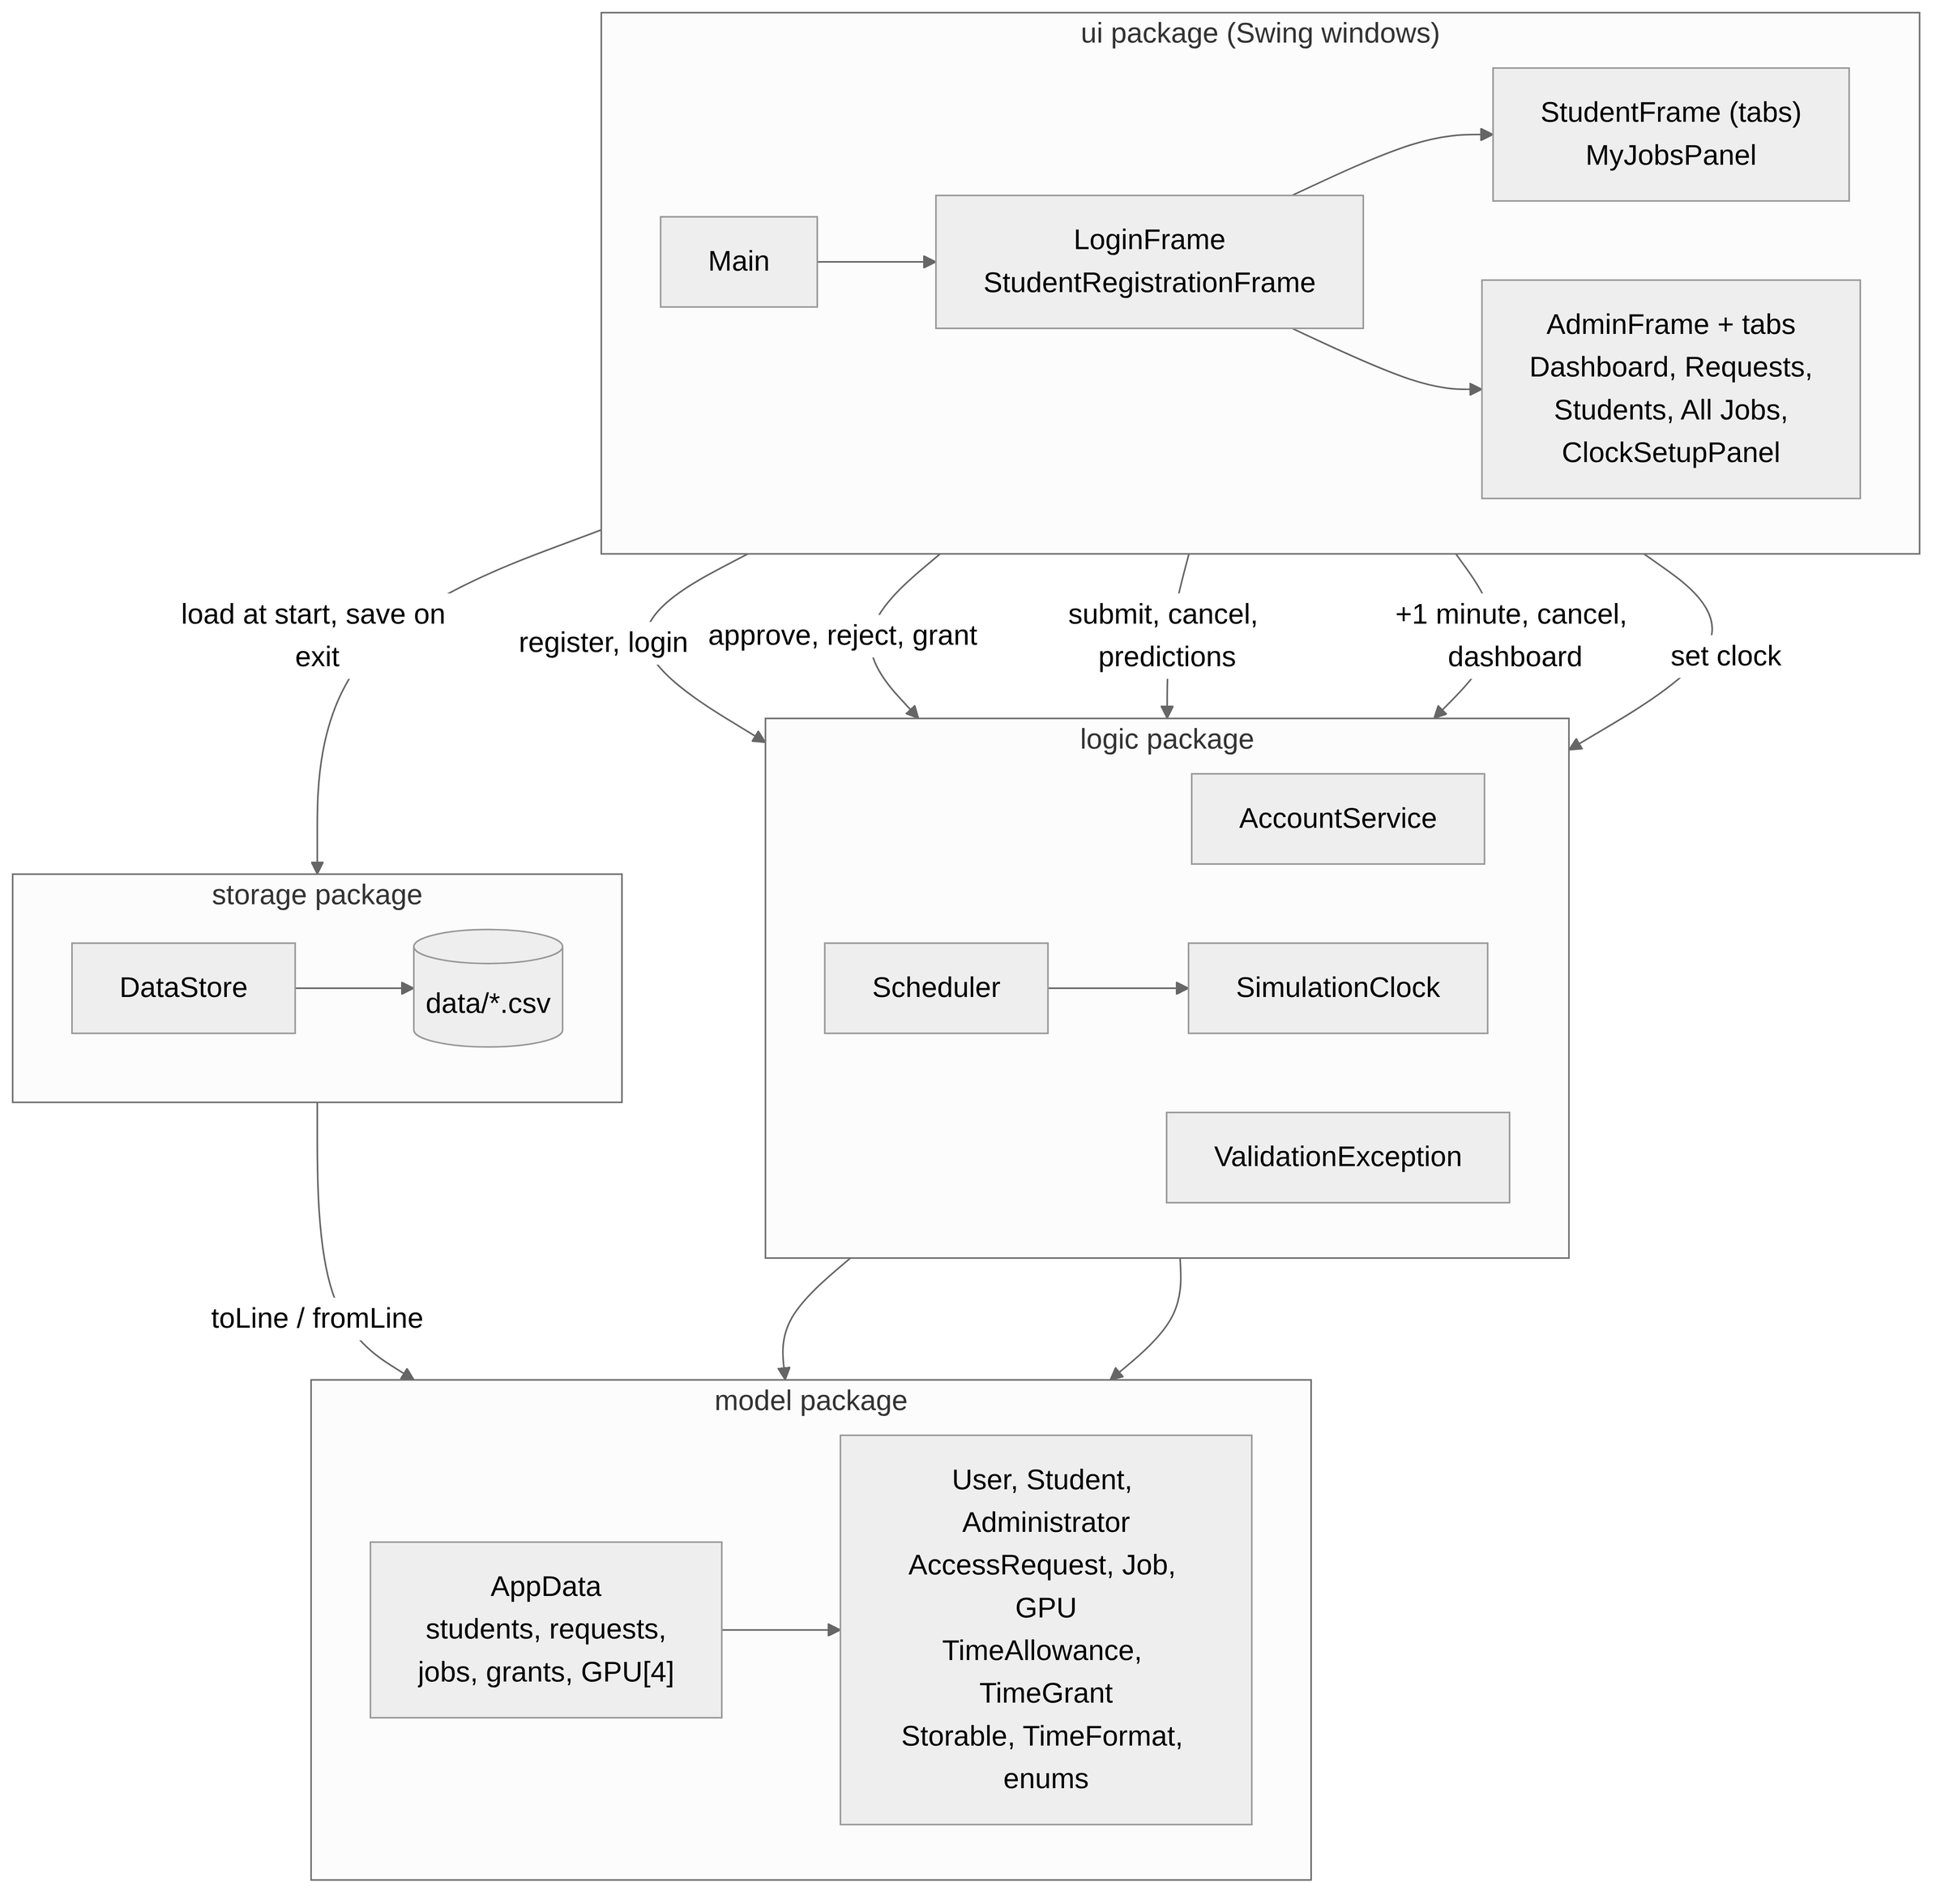 ui package (Swing windows)
StudentFrame (tabs)
MyJobsPanel
Main
LoginFrame
StudentRegistrationFrame
AdminFrame + tabs
Dashboard, Requests,
Students, All Jobs,
ClockSetupPanel
load at start, save on
exit
register, login
approve, reject, grant
submit, cancel,
predictions
+1 minute, cancel,
dashboard
set clock
storage package
DataStore
data/*.csv
logic package
AccountService
Scheduler
SimulationClock
ValidationException
toLine / fromLine
model package
AppData
students, requests,
jobs, grants, GPU[4]
User, Student,
Administrator
AccessRequest, Job,
GPU
TimeAllowance,
TimeGrant
Storable, TimeFormat,
enums